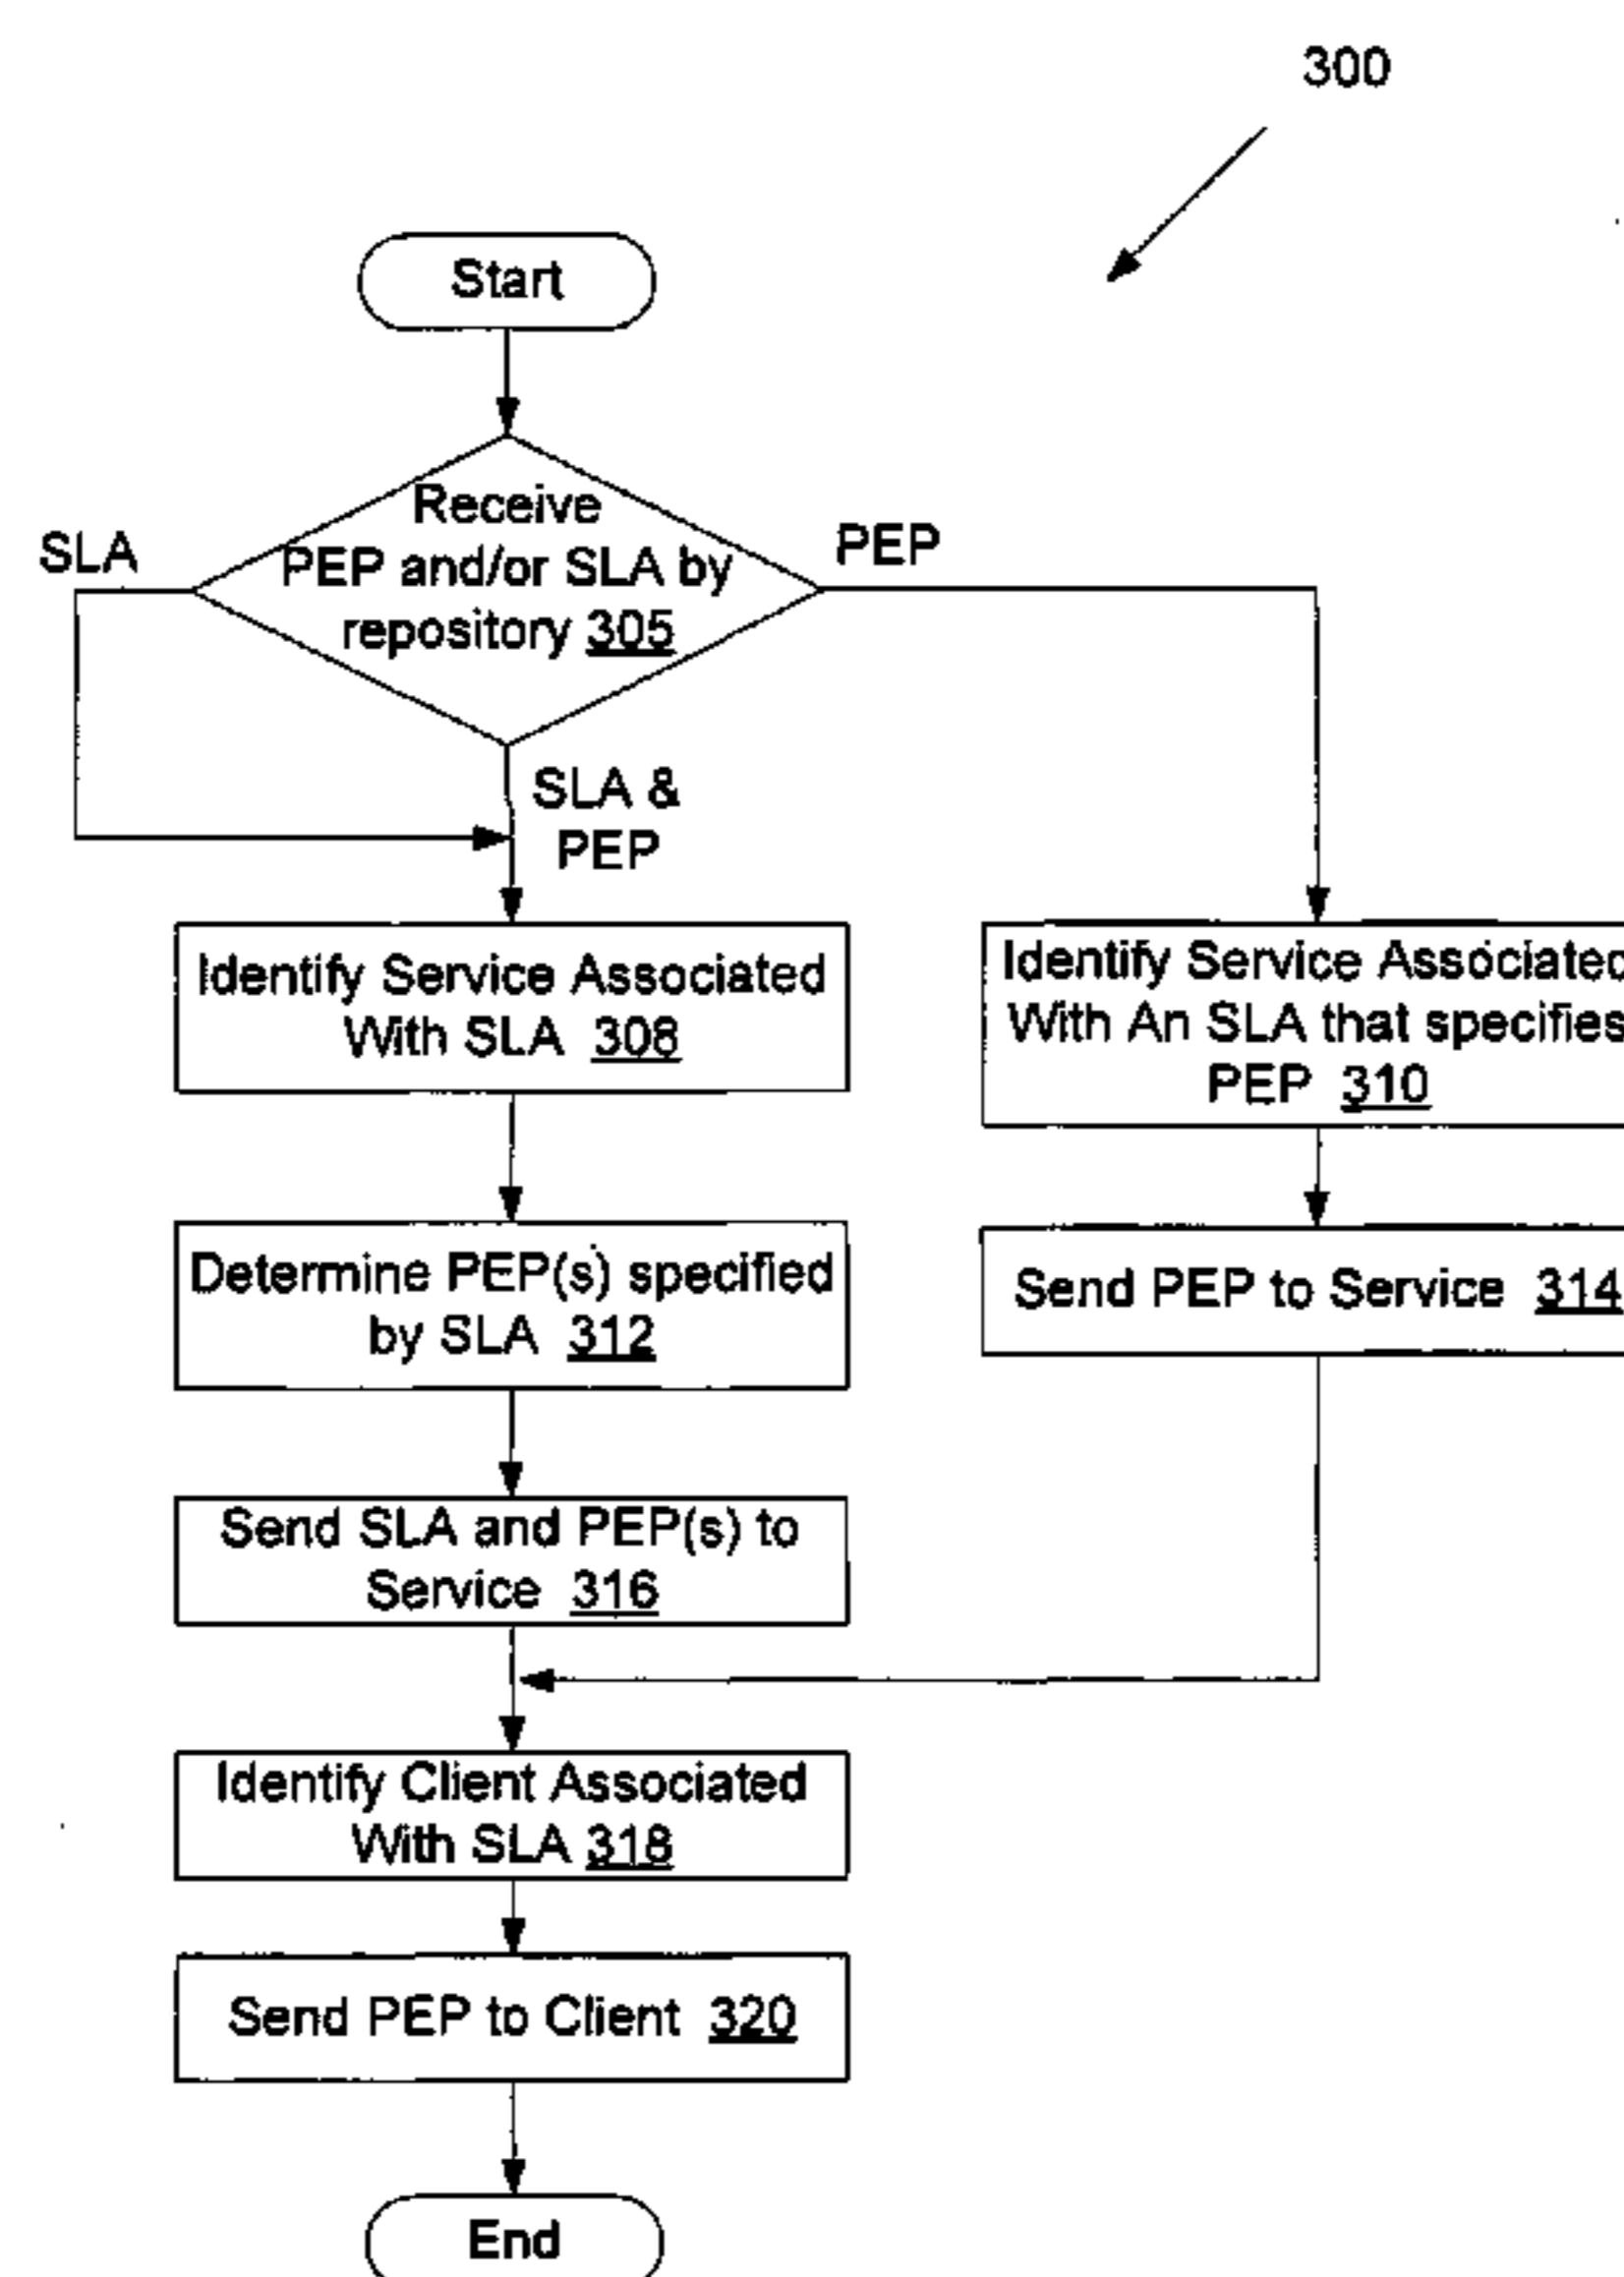 300
Start
Receive
PEP and/or SLA by
repository 305
SLA
PEP
SLA &
PEP
Identify Service Associated
With SLA 308
Identify Service Associated
With An SLA that specifies
PEP 310
Determine PEP(s) specified
by SLA 312
Send PEP to Service 314
Send SLA and PEP(s) to
Service 316
Identify Client Associated
With SLA 318
Send PEP to Client 320
End